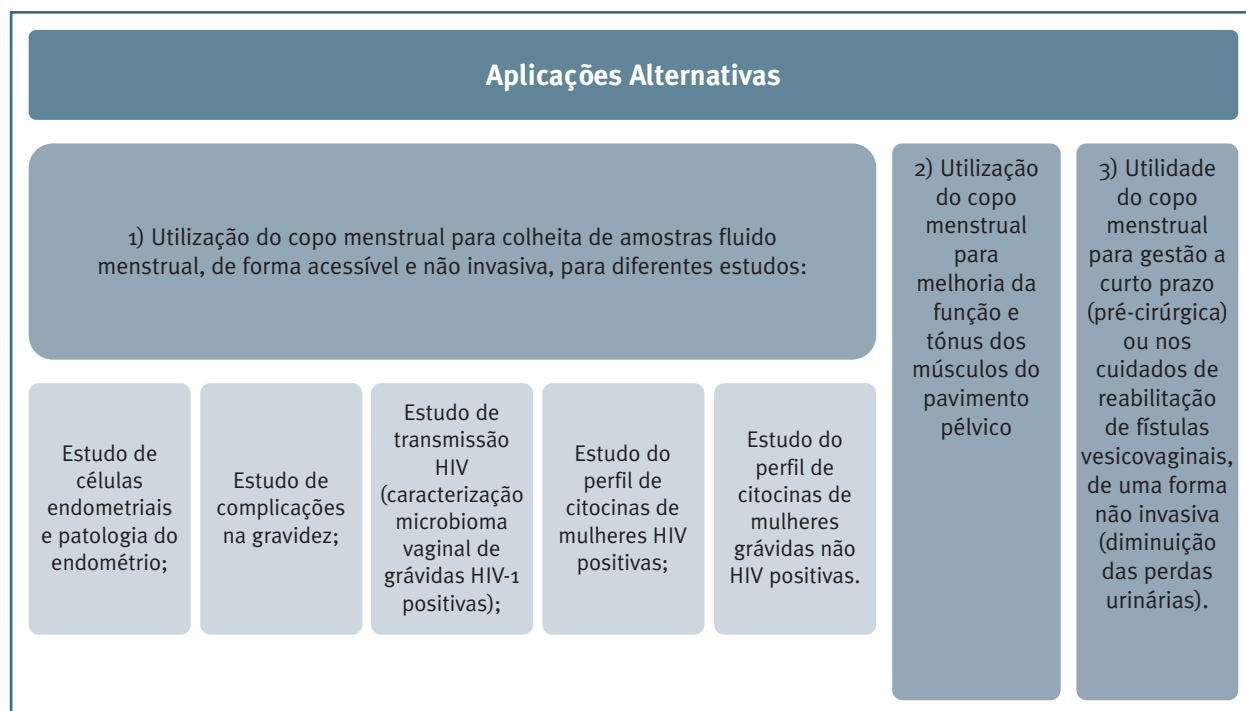 Aplicações Alternativas
1) Utilização do copo menstrual para colheita de amostras fluido
menstrual, de forma acessível e não invasiva, para diferentes estudos:
Estudo de
células
endometriais
e patologia do
endométrio;
Estudo de
complicações
na gravidez;
Estudo de
transmissão
HIV
(caracterização
microbioma
vaginal de
grávidas HIV-1
positivas);
Estudo do
perfil de
citocinas de
mulheres HIV
positivas;
Estudo do
perfil de
citocinas de
mulheres
grávidas não
HIV positivas.
2) Utilização
do copo
menstrual
para
melhoria da
função e
tónus dos
músculos do
pavimento
pélvico
3) Utilidade
do copo
menstrual
para gestão a
curto prazo
(pré-cirúrgica)
ou nos
cuidados de
reabilitação
de fístulas
vesicovaginais,
de uma forma
não invasiva
(diminuição
das perdas
urinárias).